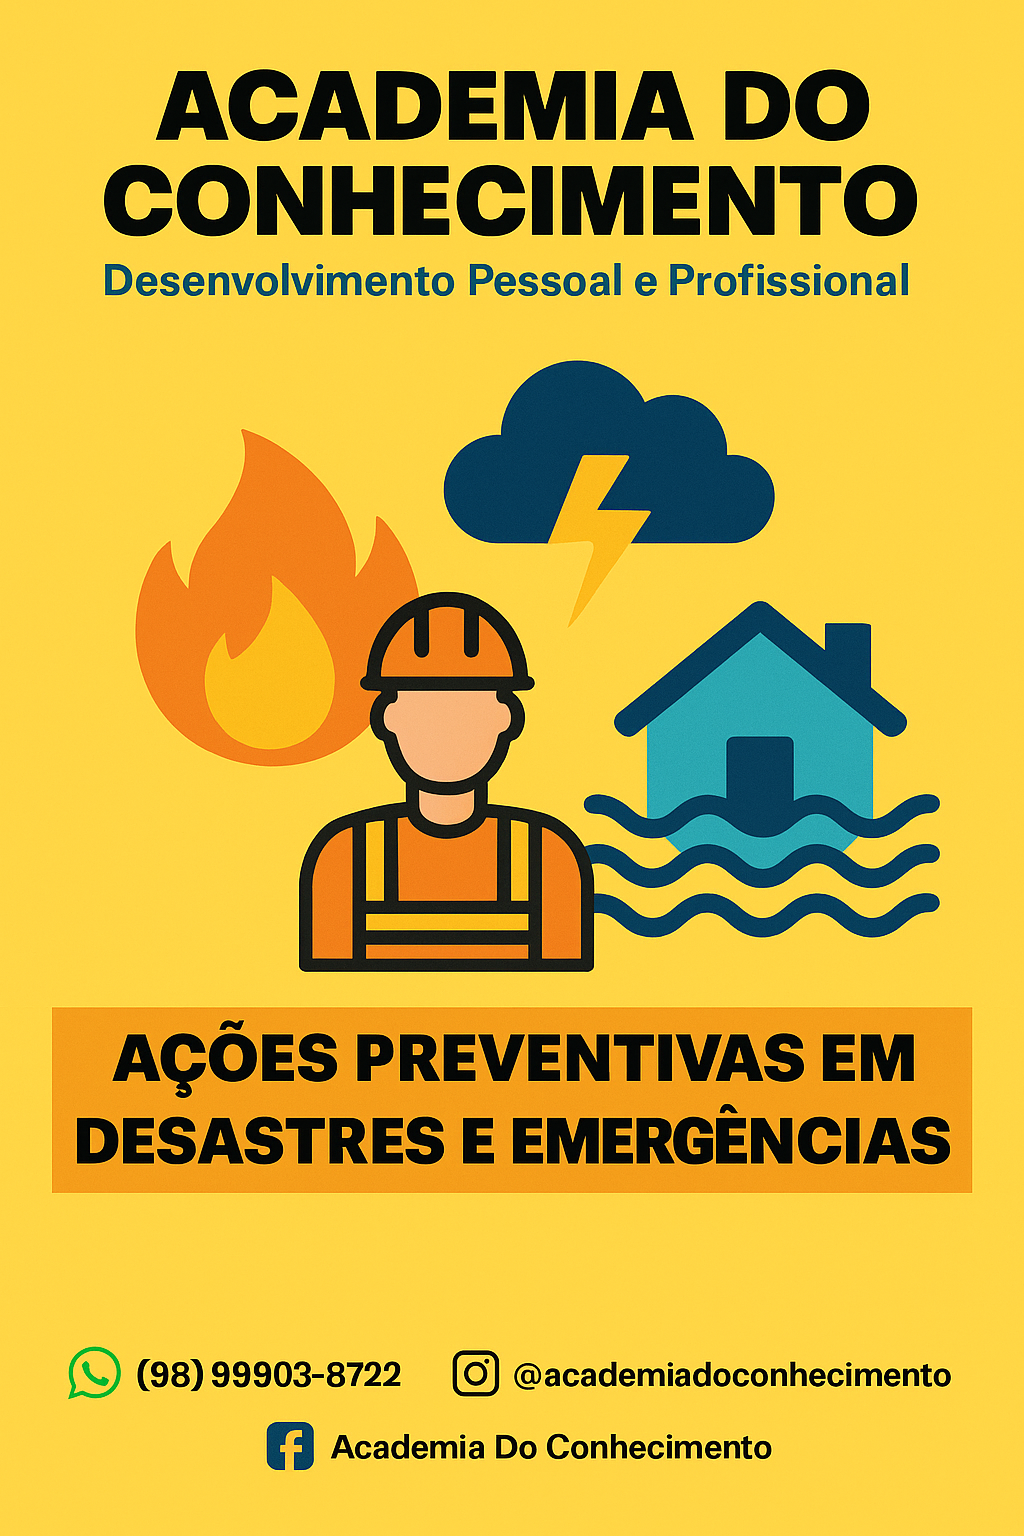 ACADEMIA DO
CONHECIMENTO
Desenvolvimento Pessoal e Profissional
AÇÕES PREVENTIVAS EM
DESASTRES E EMERGÊNCIAS
(98) 99903-8722 @academiadoconhecimento
Academia Do Conhecimento